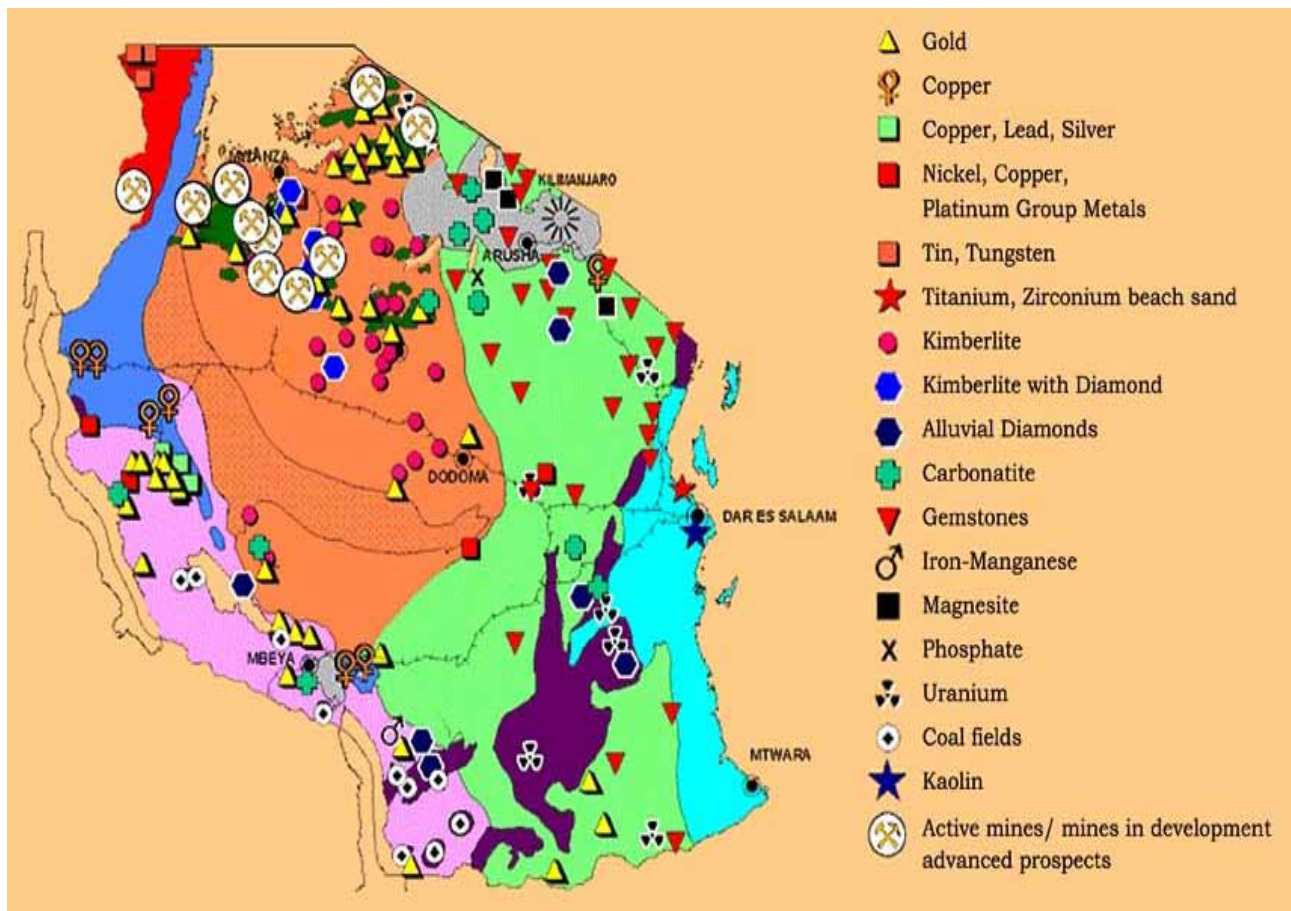 MWANZA
KILIMANJARO
ARUSHA
DODOMA
DAR ES SALAAM
MBEYA
MTWARA
Gold
Copper
Copper, Lead, Silver
Nickel, Copper,
Platinum Group Metals
Tin, Tungsten
Titanium, Zirconium beach sand
Kimberlite
Kimberlite with Diamond
Alluvial Diamonds
Carbonatite
Gemstones
Iron-Manganese
Magnesite
Phosphate
Uranium
Coal fields
Kaolin
Active mines/ mines in development
advanced prospects